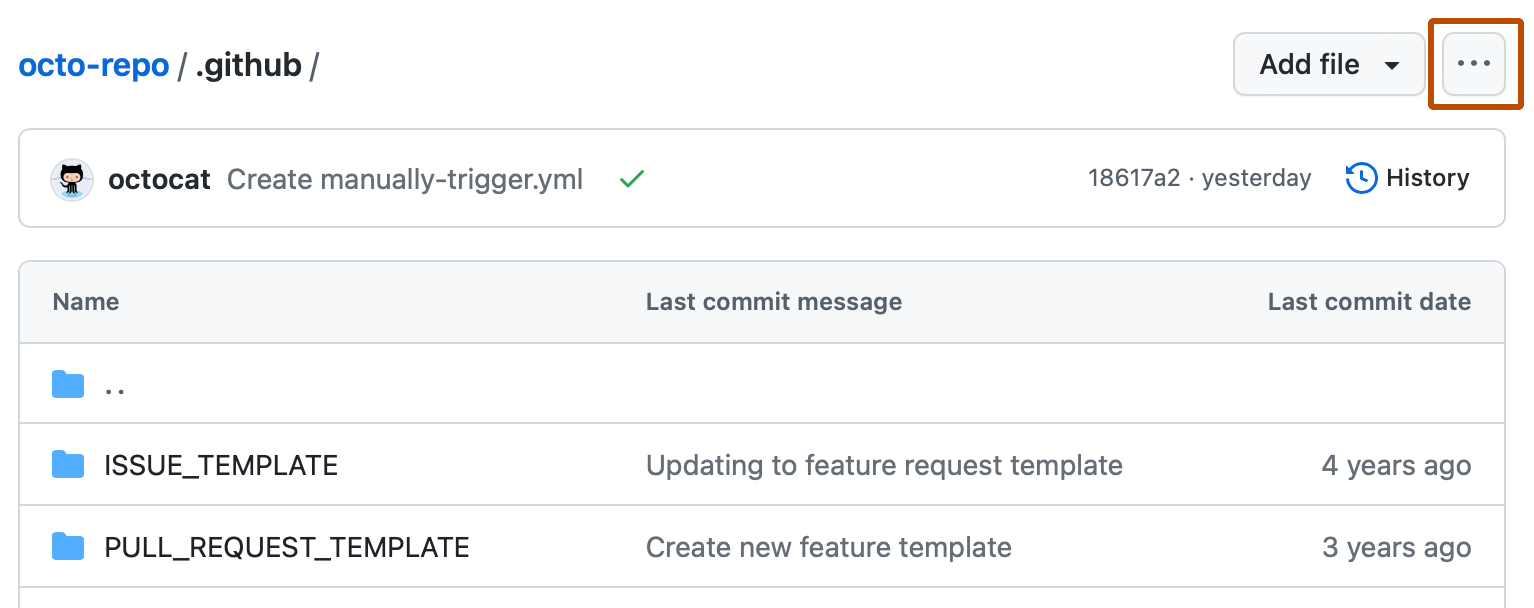 octo-repo / .github /
Add file
...
octocat Create manually-trigger.yml
18617a2 · yesterday
History
Name Last commit message Last commit date
..
ISSUE_TEMPLATE Updating to feature request template 4 years ago
PULL_REQUEST_TEMPLATE Create new feature template 3 years ago